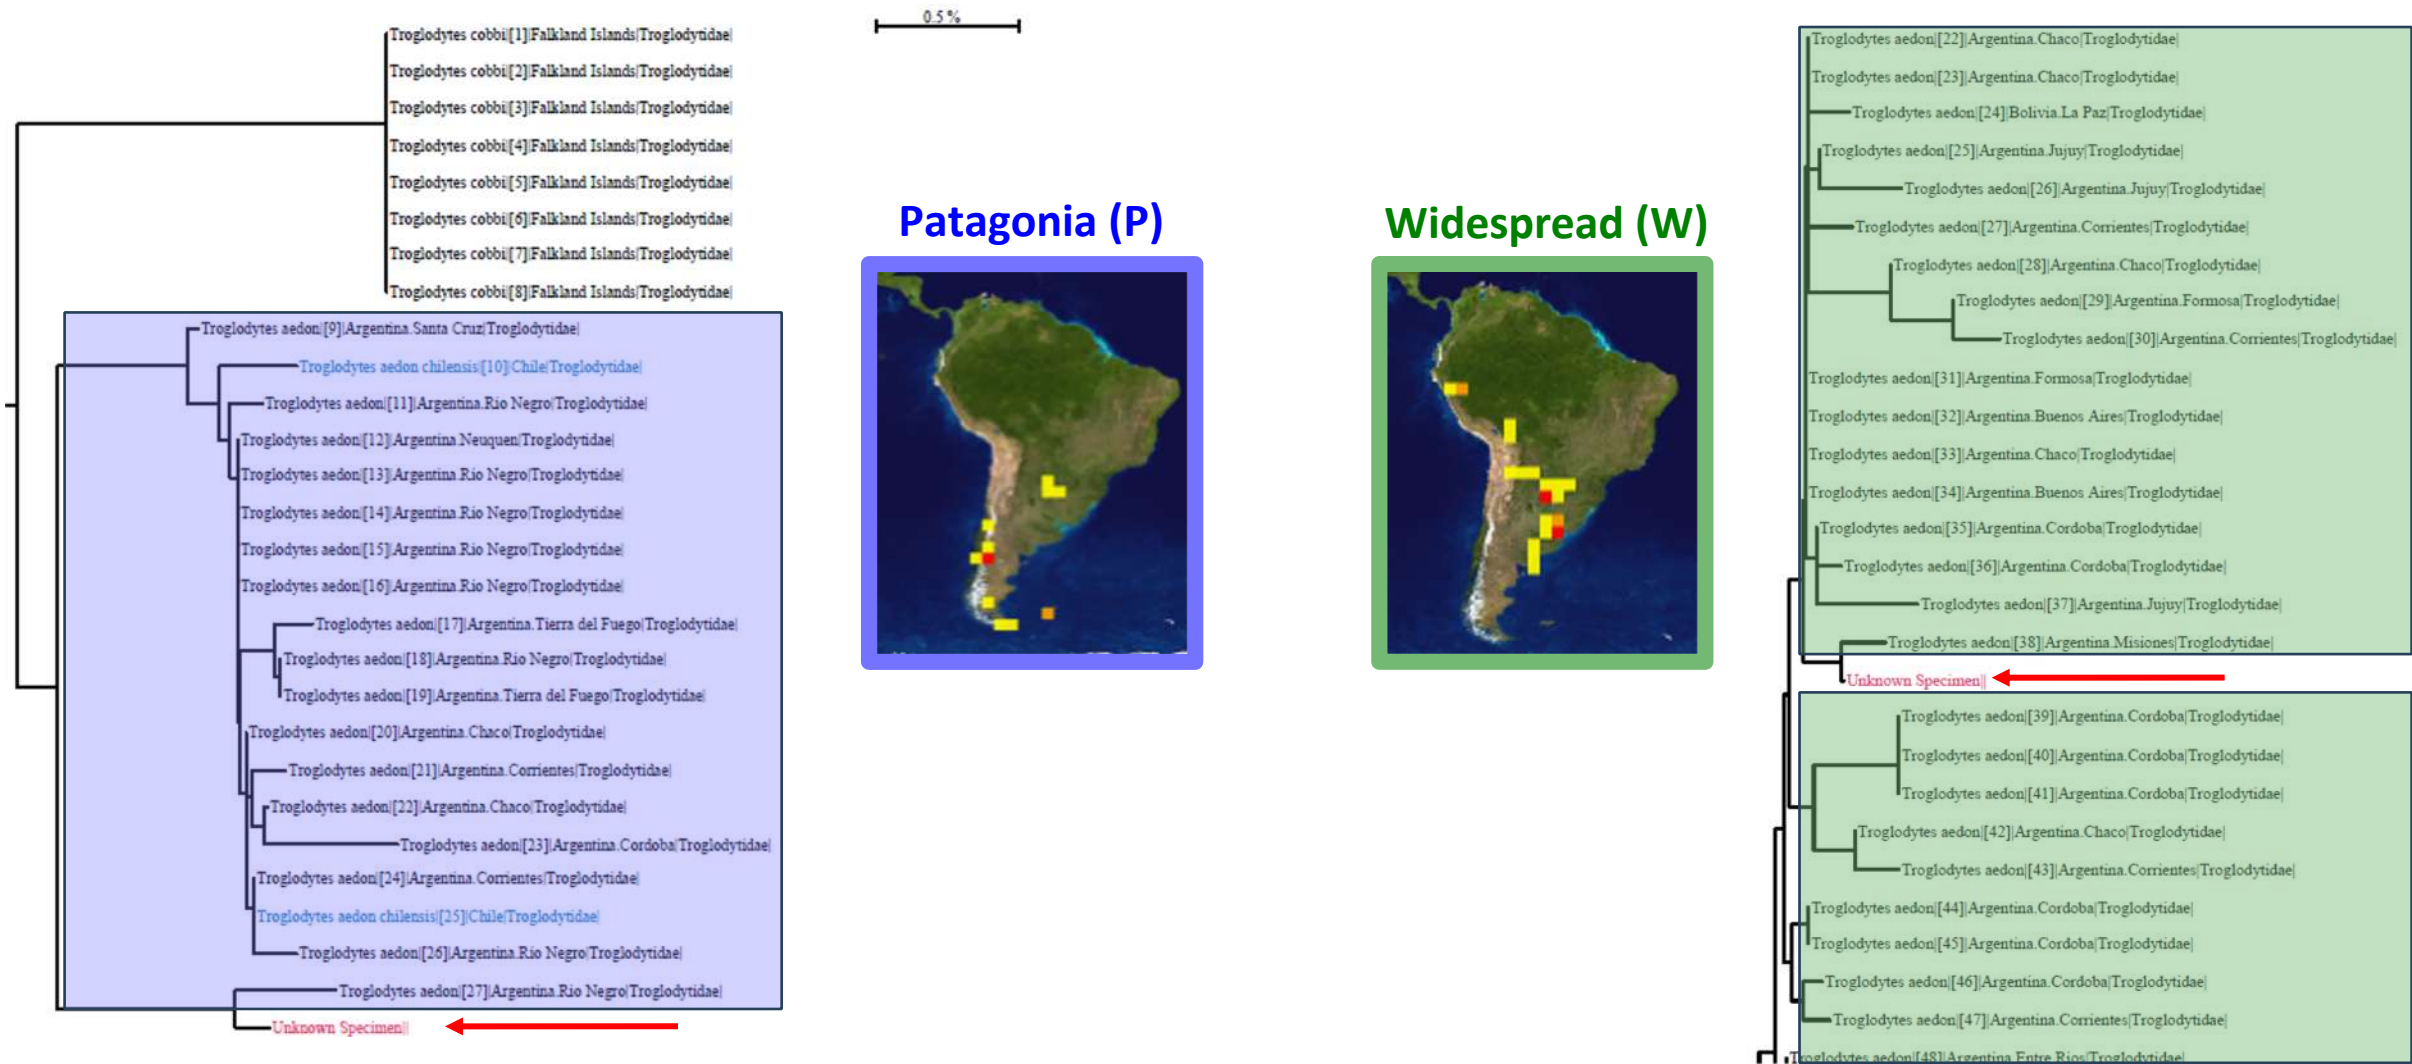 Troglodytes cobbi|[1]|Falkland Islands|Troglodytidae|
Troglodytes cobbi|[2]|Falkland Islands|Troglodytidae|
Troglodytes cobbi|[3]|Falkland Islands|Troglodytidae|
Troglodytes cobbi|[4]|Falkland Islands|Troglodytidae|
Troglodytes cobbi|[5]|Falkland Islands|Troglodytidae|
Troglodytes cobbi|[6]|Falkland Islands|Troglodytidae|
Troglodytes cobbi|[7]|Falkland Islands|Troglodytidae|
Troglodytes cobbi|[8]|Falkland Islands|Troglodytidae|
Troglodytes aedon|[9]|Argentina.Santa Cruz|Troglodytidae|
Troglodytes aedon chilensis|[10]|Chile|Troglodytidae|
Troglodytes aedon|[11]|Argentina.Rio Negro|Troglodytidae|
Troglodytes aedon|[12]|Argentina.Neuquen|Troglodytidae|
Troglodytes aedon|[13]|Argentina.Rio Negro|Troglodytidae|
Troglodytes aedon|[14]|Argentina.Rio Negro|Troglodytidae|
Troglodytes aedon|[15]|Argentina.Rio Negro|Troglodytidae|
Troglodytes aedon|[16]|Argentina.Rio Negro|Troglodytidae|
Troglodytes aedon|[17]|Argentina.Tierra del Fuego|Troglodytidae|
Troglodytes aedon|[18]|Argentina.Rio Negro|Troglodytidae|
Troglodytes aedon|[19]|Argentina.Tierra del Fuego|Troglodytidae|
Troglodytes aedon|[20]|Argentina.Chaco|Troglodytidae|
Troglodytes aedon|[21]|Argentina.Corrientes|Troglodytidae|
Troglodytes aedon|[22]|Argentina.Chaco|Troglodytidae|
Troglodytes aedon|[23]|Argentina.Cordoba|Troglodytidae|
Troglodytes aedon|[24]|Argentina.Corrientes|Troglodytidae|
Troglodytes aedon chilensis|[25]|Chile|Troglodytidae|
Troglodytes aedon|[26]|Argentina.Rio Negro|Troglodytidae|
Troglodytes aedon|[27]|Argentina.Rio Negro|Troglodytidae|
Unknown Specimen||
0.5 %
Patagonia (P)
Widespread (W)
Troglodytes aedon|[22]|Argentina.Chaco|Troglodytidae|
Troglodytes aedon|[23]|Argentina.Chaco|Troglodytidae|
Troglodytes aedon|[24]|Bolivia.La Paz|Troglodytidae|
Troglodytes aedon|[25]|Argentina.Jujuy|Troglodytidae|
Troglodytes aedon|[26]|Argentina.Jujuy|Troglodytidae|
Troglodytes aedon|[27]|Argentina.Corrientes|Troglodytidae|
Troglodytes aedon|[28]|Argentina.Chaco|Troglodytidae|
Troglodytes aedon|[29]|Argentina.Formosa|Troglodytidae|
Troglodytes aedon|[30]|Argentina.Corrientes|Troglodytidae|
Troglodytes aedon|[31]|Argentina.Formosa|Troglodytidae|
Troglodytes aedon|[32]|Argentina.Buenos Aires|Troglodytidae|
Troglodytes aedon|[33]|Argentina.Chaco|Troglodytidae|
Troglodytes aedon|[34]|Argentina.Buenos Aires|Troglodytidae|
Troglodytes aedon|[35]|Argentina.Cordoba|Troglodytidae|
Troglodytes aedon|[36]|Argentina.Cordoba|Troglodytidae|
Troglodytes aedon|[37]|Argentina.Jujuy|Troglodytidae|
Troglodytes aedon|[38]|Argentina.Misiones|Troglodytidae|
Unknown Specimen||
Troglodytes aedon|[39]|Argentina.Cordoba|Troglodytidae|
Troglodytes aedon|[40]|Argentina.Cordoba|Troglodytidae|
Troglodytes aedon|[41]|Argentina.Cordoba|Troglodytidae|
Troglodytes aedon|[42]|Argentina.Chaco|Troglodytidae|
Troglodytes aedon|[43]|Argentina.Corrientes|Troglodytidae|
Troglodytes aedon|[44]|Argentina.Cordoba|Troglodytidae|
Troglodytes aedon|[45]|Argentina.Cordoba|Troglodytidae|
Troglodytes aedon|[46]|Argentina.Cordoba|Troglodytidae|
Troglodytes aedon|[47]|Argentina.Corrientes|Troglodytidae|
Troglodytes aedon|[48]|Argentina.Entre Rios|Troglodytidae|